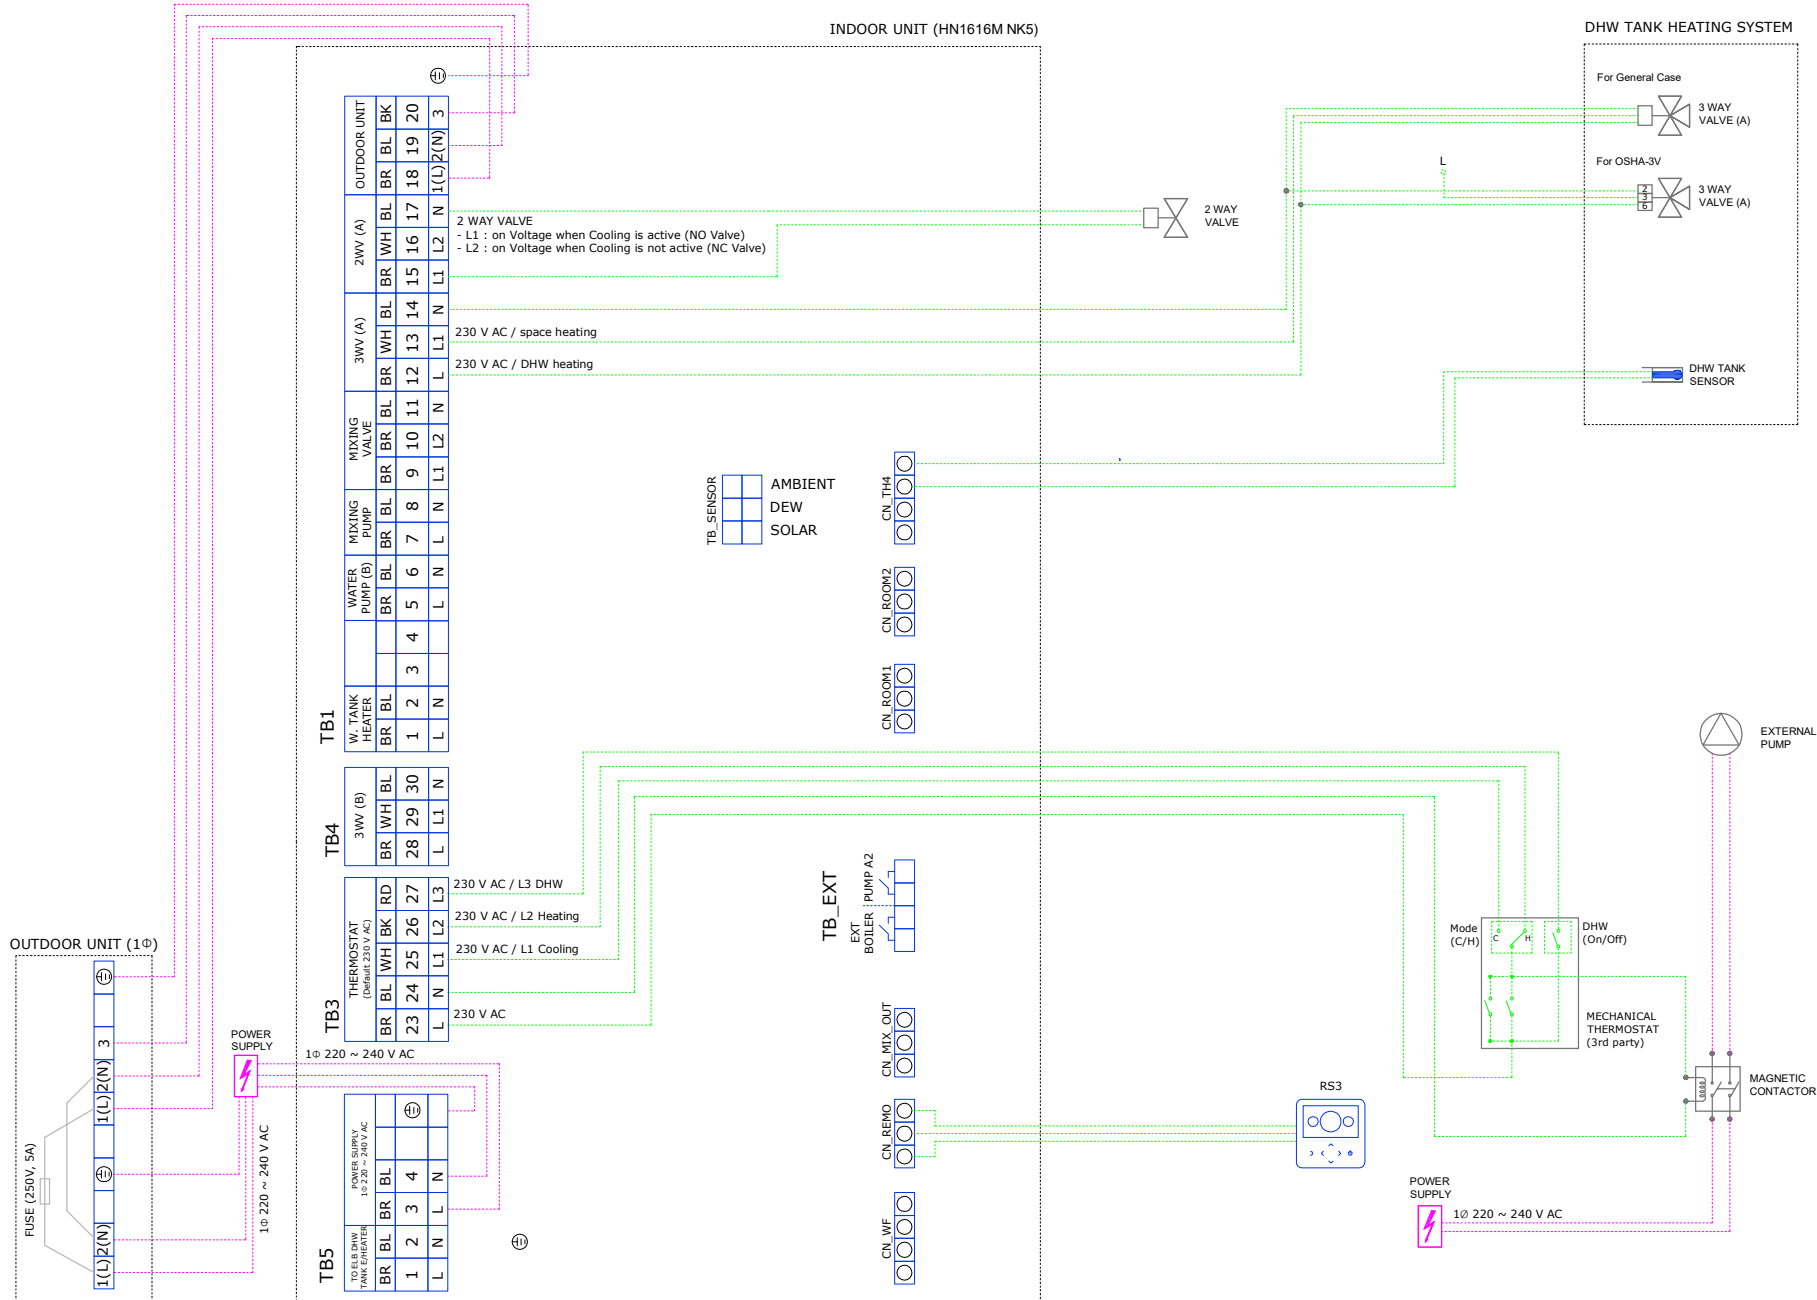 INDOOR UNIT (HN1616M NK5)
DHW TANK HEATING SYSTEM
For General Case
3 WAY
VALVE (A)
For OSHA-3V
L
2
3
6
3 WAY
VALVE (A)
DHW TANK
SENSOR
2 WAY
VALVE
TB1
OUTDOOR UNIT
BK 20 3
BL 19 2(N)
BR 18 1(L)
2WV (A)
BL 17 N
WH 16 L2
BR 15 L1
2 WAY VALVE
- L1 : on Voltage when Cooling is active (NO Valve)
- L2 : on Voltage when Cooling is not active (NC Valve)
3WV (A)
BL 14 N
WH 13 L1
BR 12 L
230 V AC / space heating
230 V AC / DHW heating
MIXING
VALVE
BL 11 N
BR 10 L2
BR 9 L1
MIXING
PUMP
BL 8 N
BR 7 L
WATER
PUMP (B)
BL 6 N
BR 5 L
4
3
W. TANK
HEATER
BL 2 N
BR 1 L
TB_SENSOR
AMBIENT
DEW
SOLAR
CN_TH4
CN_ROOM2
CN_ROOM1
TB4
3WV (B)
BL 30 N
WH 29 L1
BR 28 L
TB3
THERMOSTAT
(Default 230 V AC)
RD 27 L3
BK 26 L2
WH 25 L1
BL 24 N
BR 23 L
230 V AC / L3 DHW
230 V AC / L2 Heating
230 V AC / L1 Cooling
230 V AC
TB_EXT
PUMP A2
EXT
BOILER
CN_MIX_OUT
CN_REMO
CN_WF
RS3
EXTERNAL
PUMP
Mode
(C/H)
C
H
DHW
(On/Off)
MECHANICAL
THERMOSTAT
(3rd party)
MAGNETIC
CONTACTOR
POWER
SUPPLY
1Ø 220 ~ 240 V AC
OUTDOOR UNIT (1Φ)
3
2(N)
1(L)
2(N)
1(L)
FUSE (250V, 5A)
POWER
SUPPLY
1Φ 220 ~ 240 V AC
1Φ 220 ~ 240 V AC
TB5
POWER SUPPLY
1Φ 220 ~ 240 V AC
BL 4 N
BR 3 L
TO ELB DHW
TANK E/HEATER
BL 2 N
BR 1 L